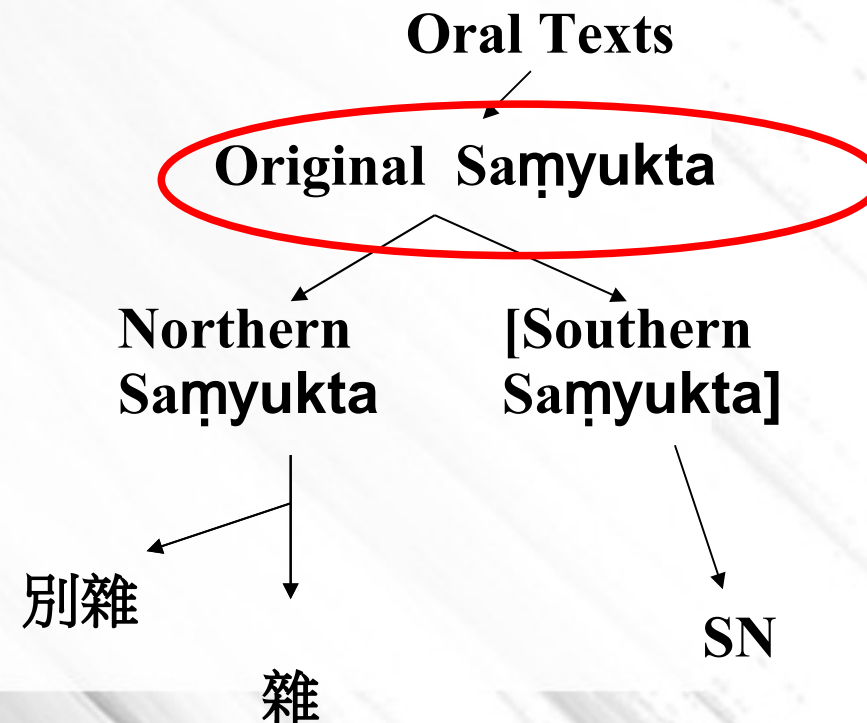 Oral Texts
Original Saṃyukta
Northern
Saṃyukta
[Southern
Saṃyukta]
別雜
雜
SN